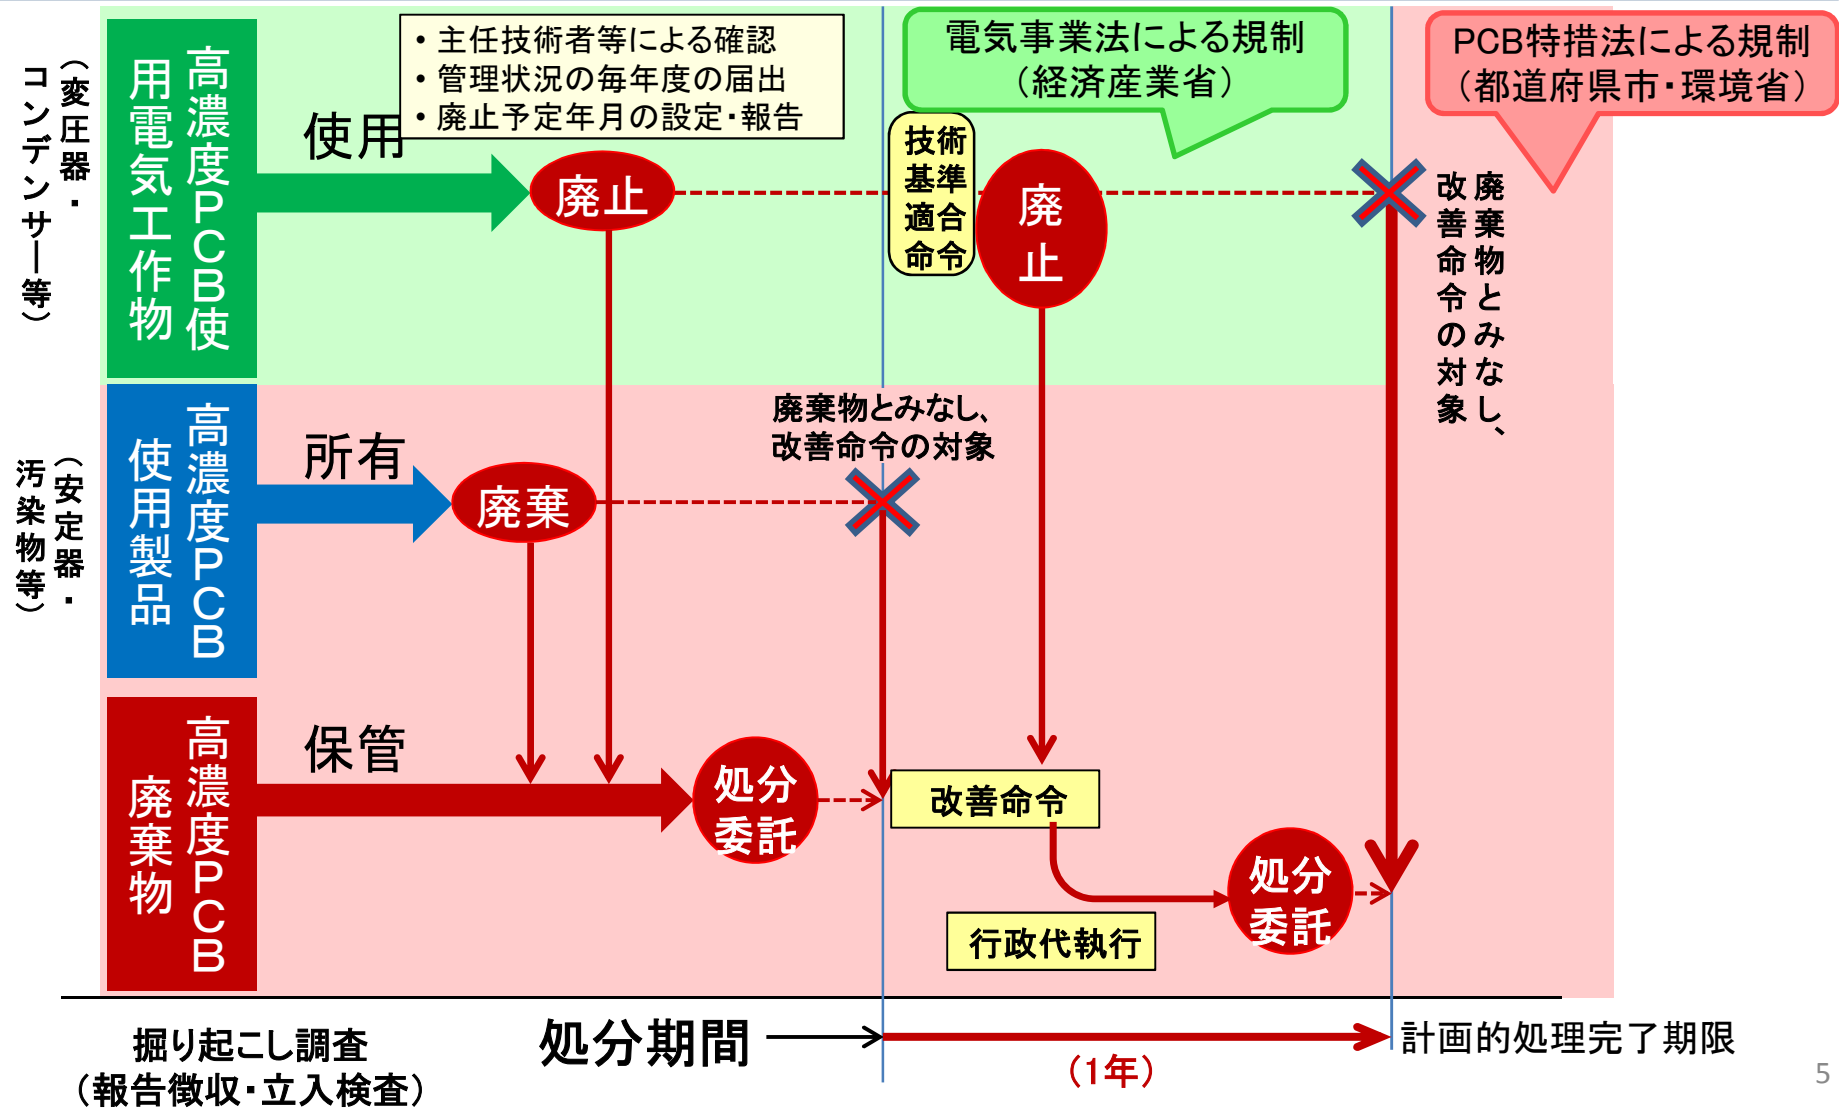 ・主任技術者等による確認
・管理状況の毎年度の届出
・廃止予定年月の設定・報告
電気事業法による規制
（経済産業省）
PCB特措法による規制
（都道府県市・環境省）
（変圧器・
コンデンサー等）
高濃度ＰＣＢ使
用電気工作物
使用
廃止
技術
基準
適合
命令
廃
止
廃棄物とみなし、
改善命令の対象
（安定器・
汚染物等）
高濃度ＰＣＢ
使用製品
所有
廃棄
廃棄物とみなし、
改善命令の対象
高濃度ＰＣＢ
廃棄物
保管
処分
委託
改善命令
処分
委託
行政代執行
掘り起こし調査
（報告徴収・立入検査）
処分期間
（1年）
計画的処理完了期限
5